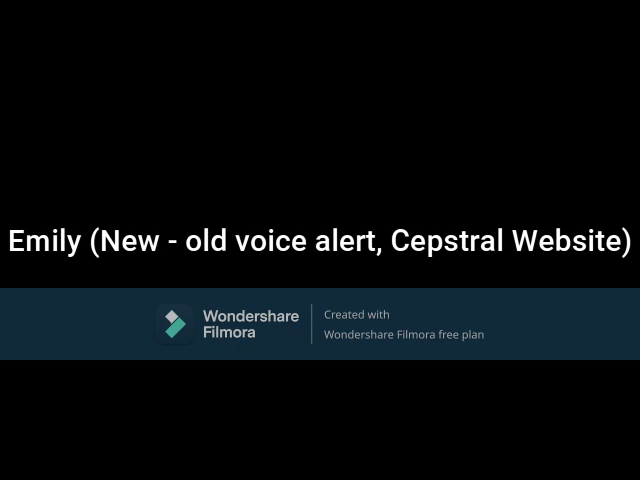 Emily (New - old voice alert, Cepstral Website)
Wondershare
Filmora
Created with
Wondershare Filmora free plan